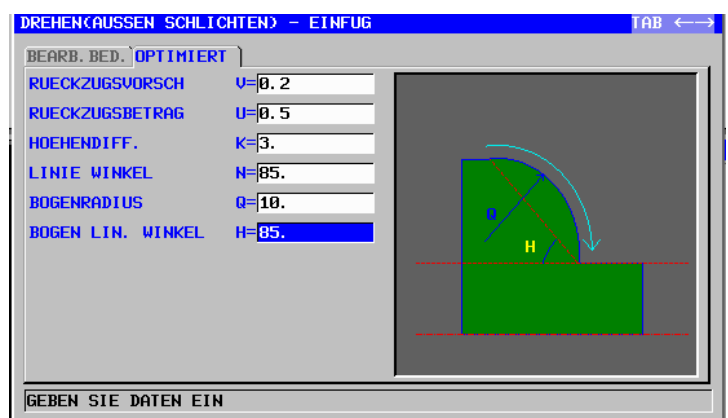 DREHEN(AUSSEN SCHLICHTEN) - EINFUG TAB ←→
BEARB. BED. OPTIMIERT
RUECKZUGSVORSCH V=0.2
RUECKZUGSBETRAG U=0.5
HOEHENDIFF. K=3.
LINIE WINKEL N=85.
BOGENRADIUS Q=10.
BOGEN LIN. WINKEL H=85.
Q
H
GEBEN SIE DATEN EIN